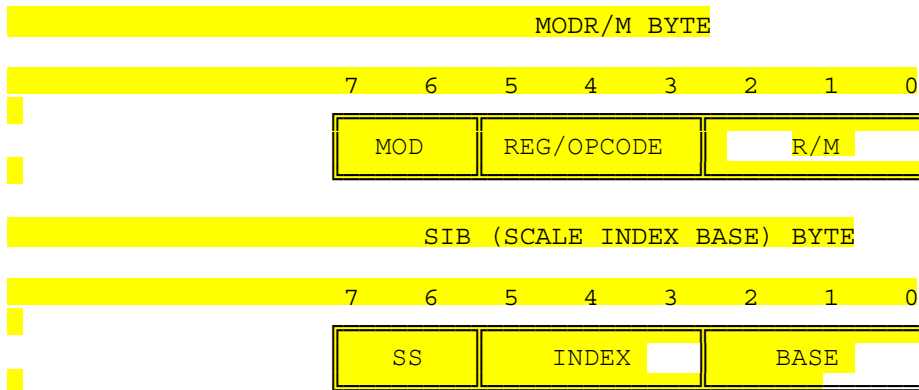 MODR/M BYTE
7 6 5 4 3 2 1 0
MOD REG/OPCODE R/M
SIB (SCALE INDEX BASE) BYTE
7 6 5 4 3 2 1 0
SS INDEX BASE